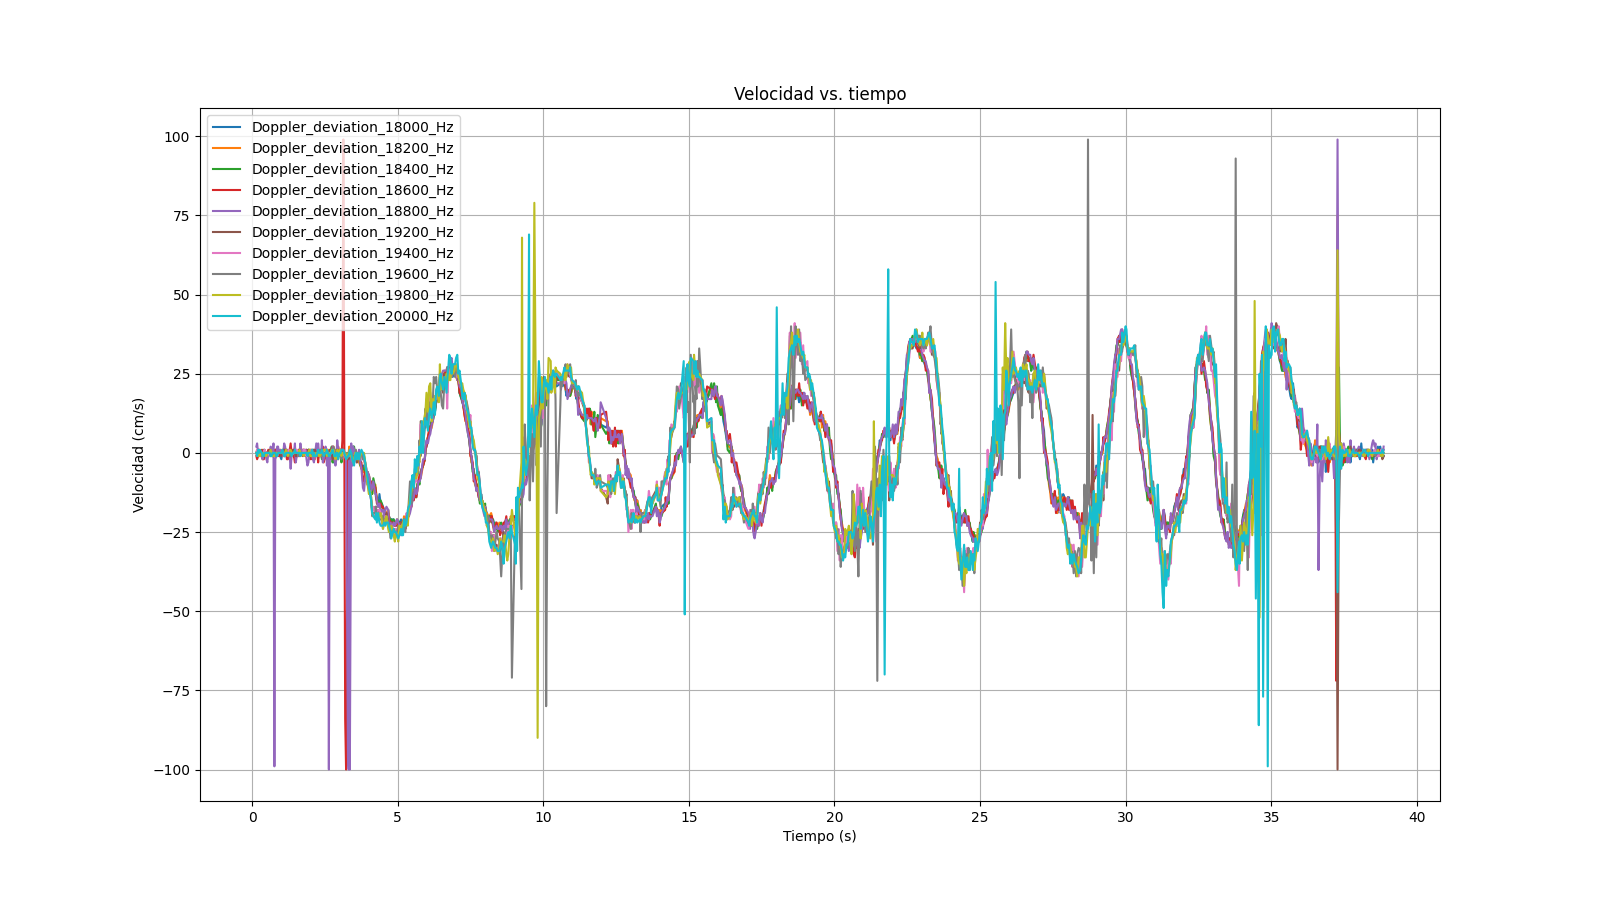 Velocidad vs. tiempo
100
75
50
25
0
−25
−50
−75
−100
Velocidad (cm/s)
Doppler_deviation_18000_Hz
Doppler_deviation_18200_Hz
Doppler_deviation_18400_Hz
Doppler_deviation_18600_Hz
Doppler_deviation_18800_Hz
Doppler_deviation_19200_Hz
Doppler_deviation_19400_Hz
Doppler_deviation_19600_Hz
Doppler_deviation_19800_Hz
Doppler_deviation_20000_Hz
0 5 10 15 20 25 30 35 40
Tiempo (s)